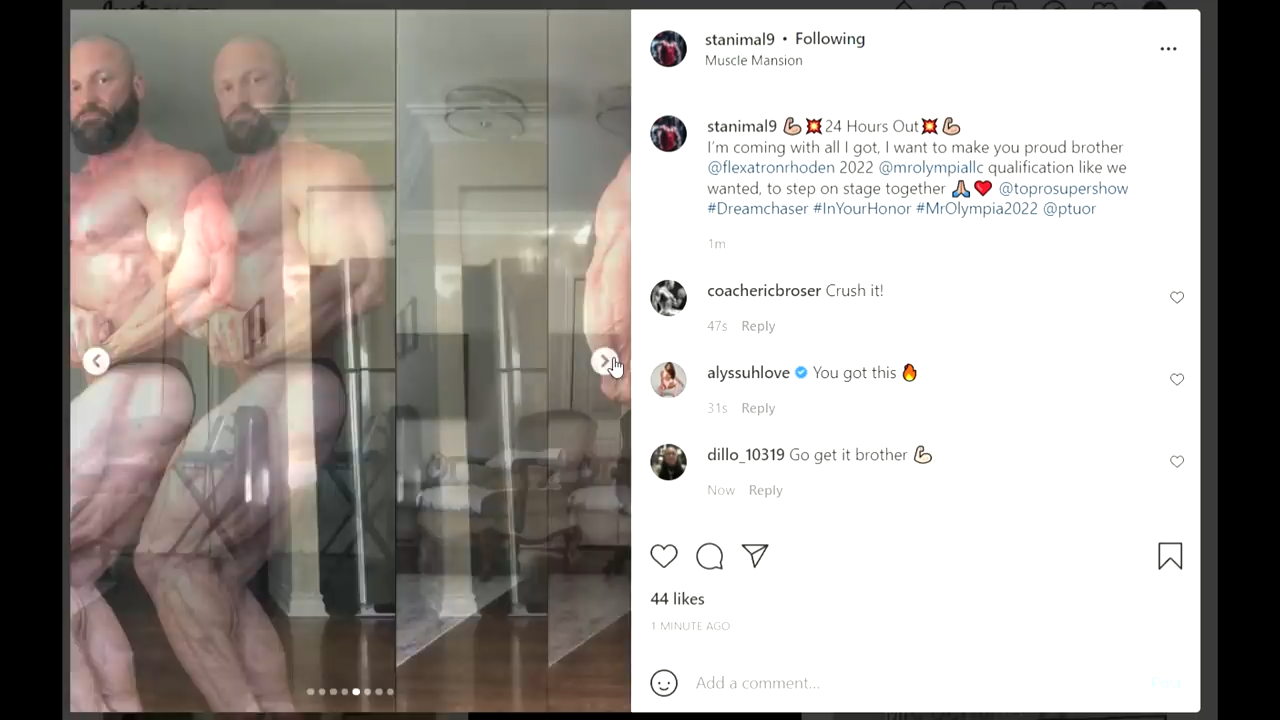 stanimal9 • Following
Muscle Mansion
stanimal9 💪🏼💥24 Hours Out💥💪🏼
I'm coming with all I got, I want to make you proud brother
@flexatronrhoden 2022 @mrolympiallc qualification like we
wanted, to step on stage together 🙏🏼❤️ @toprosupershow
#Dreamchaser #InYourHonor #MrOlympia2022 @ptuor
1m
coachericbroser Crush it!
47s Reply
alyssuhlove You got this 🔥
31s Reply
dillo_10319 Go get it brother 💪🏼
Now Reply
44 likes
1 MINUTE AGO
Add a comment...
Post